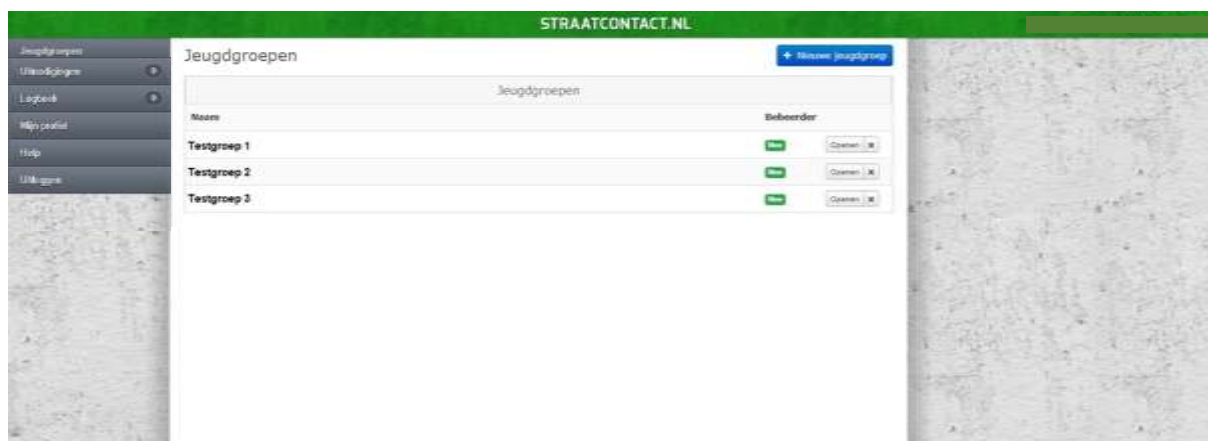 STRAATCONTACT.NL
Jeugdgroepen
Uitnodigingen
Logboek
Mijn profiel
Help
Uitloggen
Jeugdgroepen
+ Nieuwe jeugdgroep
Jeugdgroepen
Naam Beheerder
Testgroep 1 Openen
Testgroep 2 Openen
Testgroep 3 Openen